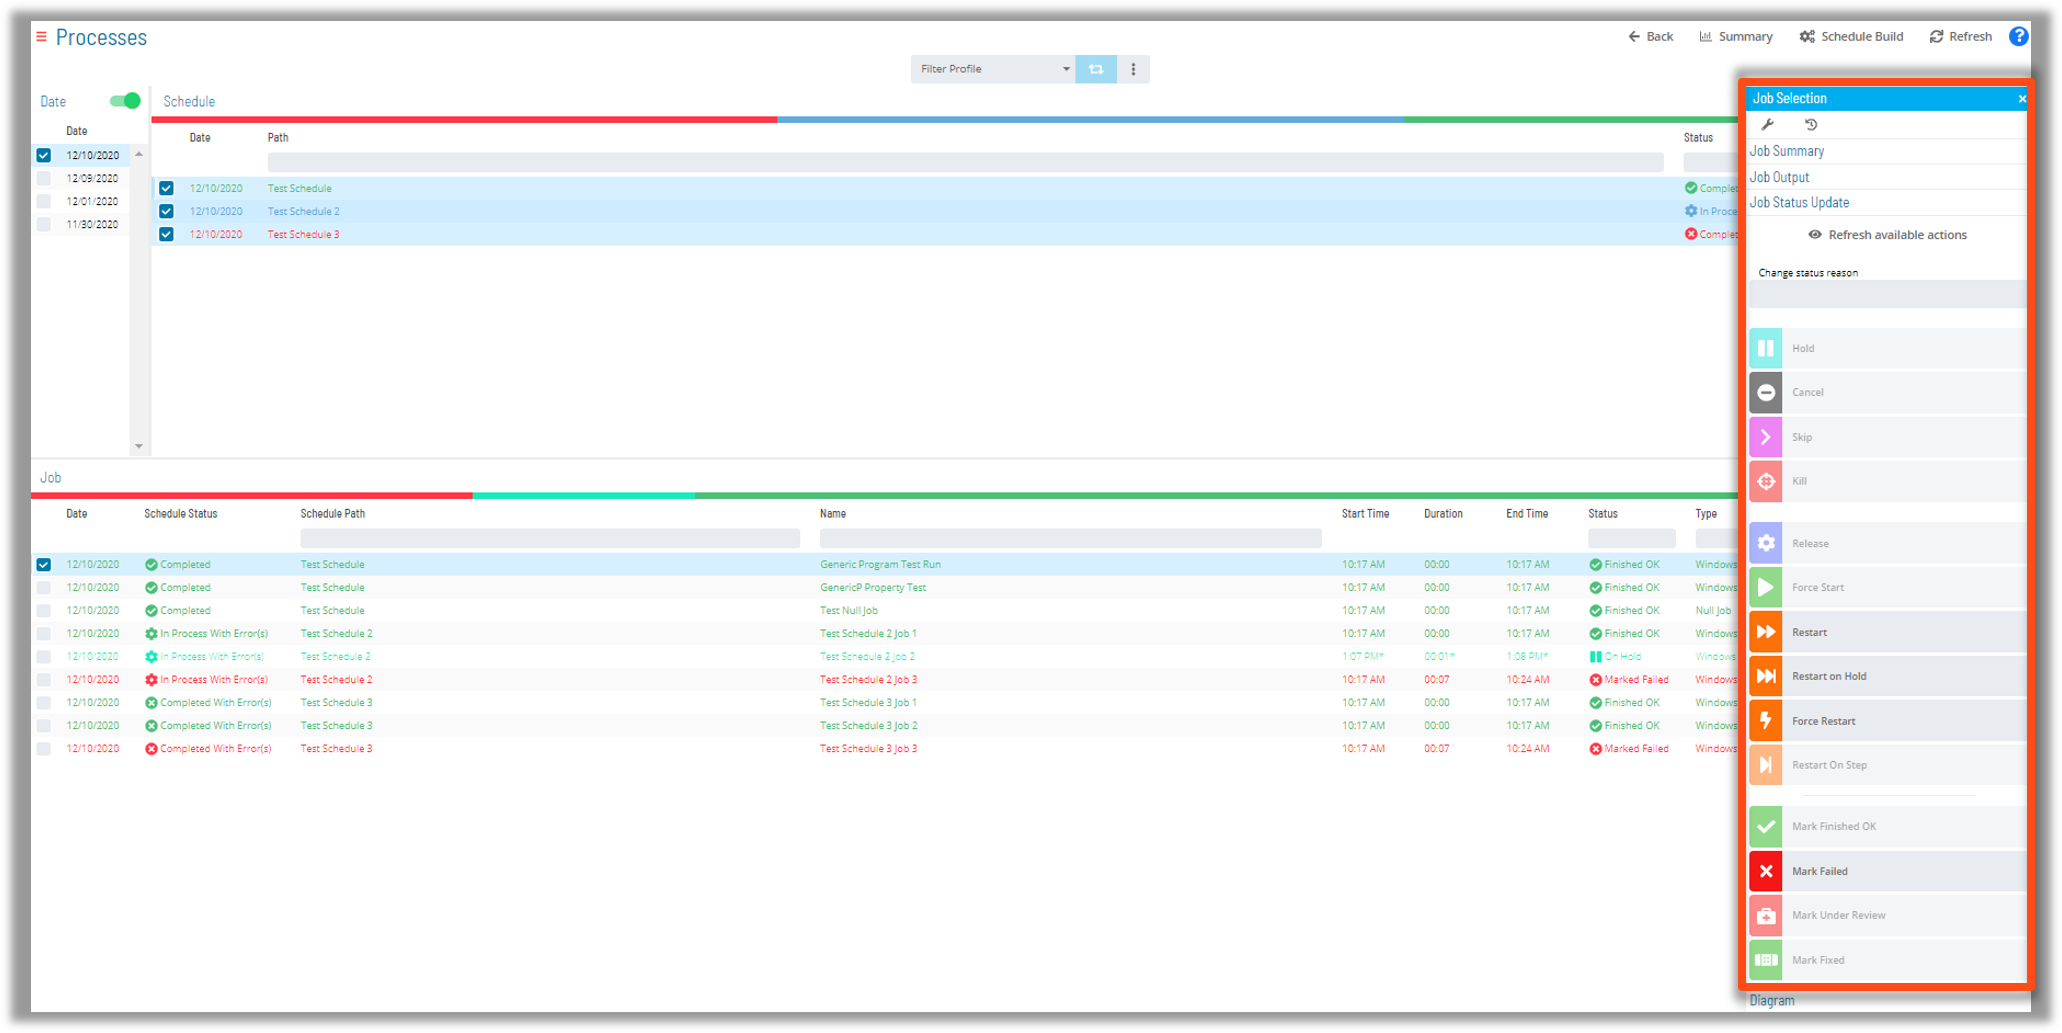 Processes
Back Summary Schedule Build Refresh ?
Filter Profile
Date Schedule
Date
12/10/2020
12/09/2020
12/01/2020
11/30/2020
Date Path Status
12/10/2020 Test Schedule Complet
12/10/2020 Test Schedule 2 In Proce
12/10/2020 Test Schedule 3 Complet
Job
Date Schedule Status Schedule Path Name Start Time Duration End Time Status Type
12/10/2020 Completed Test Schedule Generic Program Test Run 10:17 AM 00:00 10:17 AM Finished OK Windows
12/10/2020 Completed Test Schedule GenericP Property Test 10:17 AM 00:00 10:17 AM Finished OK Windows
12/10/2020 Completed Test Schedule Test Null Job 10:17 AM 00:00 10:17 AM Finished OK Null Job
12/10/2020 In Process With Error(s) Test Schedule 2 Test Schedule 2 Job 1 10:17 AM 00:00 10:17 AM Finished OK Windows
12/10/2020 In Process With Error(s) Test Schedule 2 Test Schedule 2 Job 2 1:07 PM* 00:01* 1:08 PM* On Hold Windows
12/10/2020 In Process With Error(s) Test Schedule 2 Test Schedule 2 Job 3 10:17 AM 00:07 10:24 AM Marked Failed Windows
12/10/2020 Completed With Error(s) Test Schedule 3 Test Schedule 3 Job 1 10:17 AM 00:00 10:17 AM Finished OK Windows
12/10/2020 Completed With Error(s) Test Schedule 3 Test Schedule 3 Job 2 10:17 AM 00:00 10:17 AM Finished OK Windows
12/10/2020 Completed With Error(s) Test Schedule 3 Test Schedule 3 Job 3 10:17 AM 00:07 10:24 AM Marked Failed Windows
Job Selection
Job Summary
Job Output
Job Status Update
Refresh available actions
Change status reason
Hold
Cancel
Skip
Kill
Release
Force Start
Restart
Restart on Hold
Force Restart
Restart On Step
Mark Finished OK
Mark Failed
Mark Under Review
Mark Fixed
Diagram